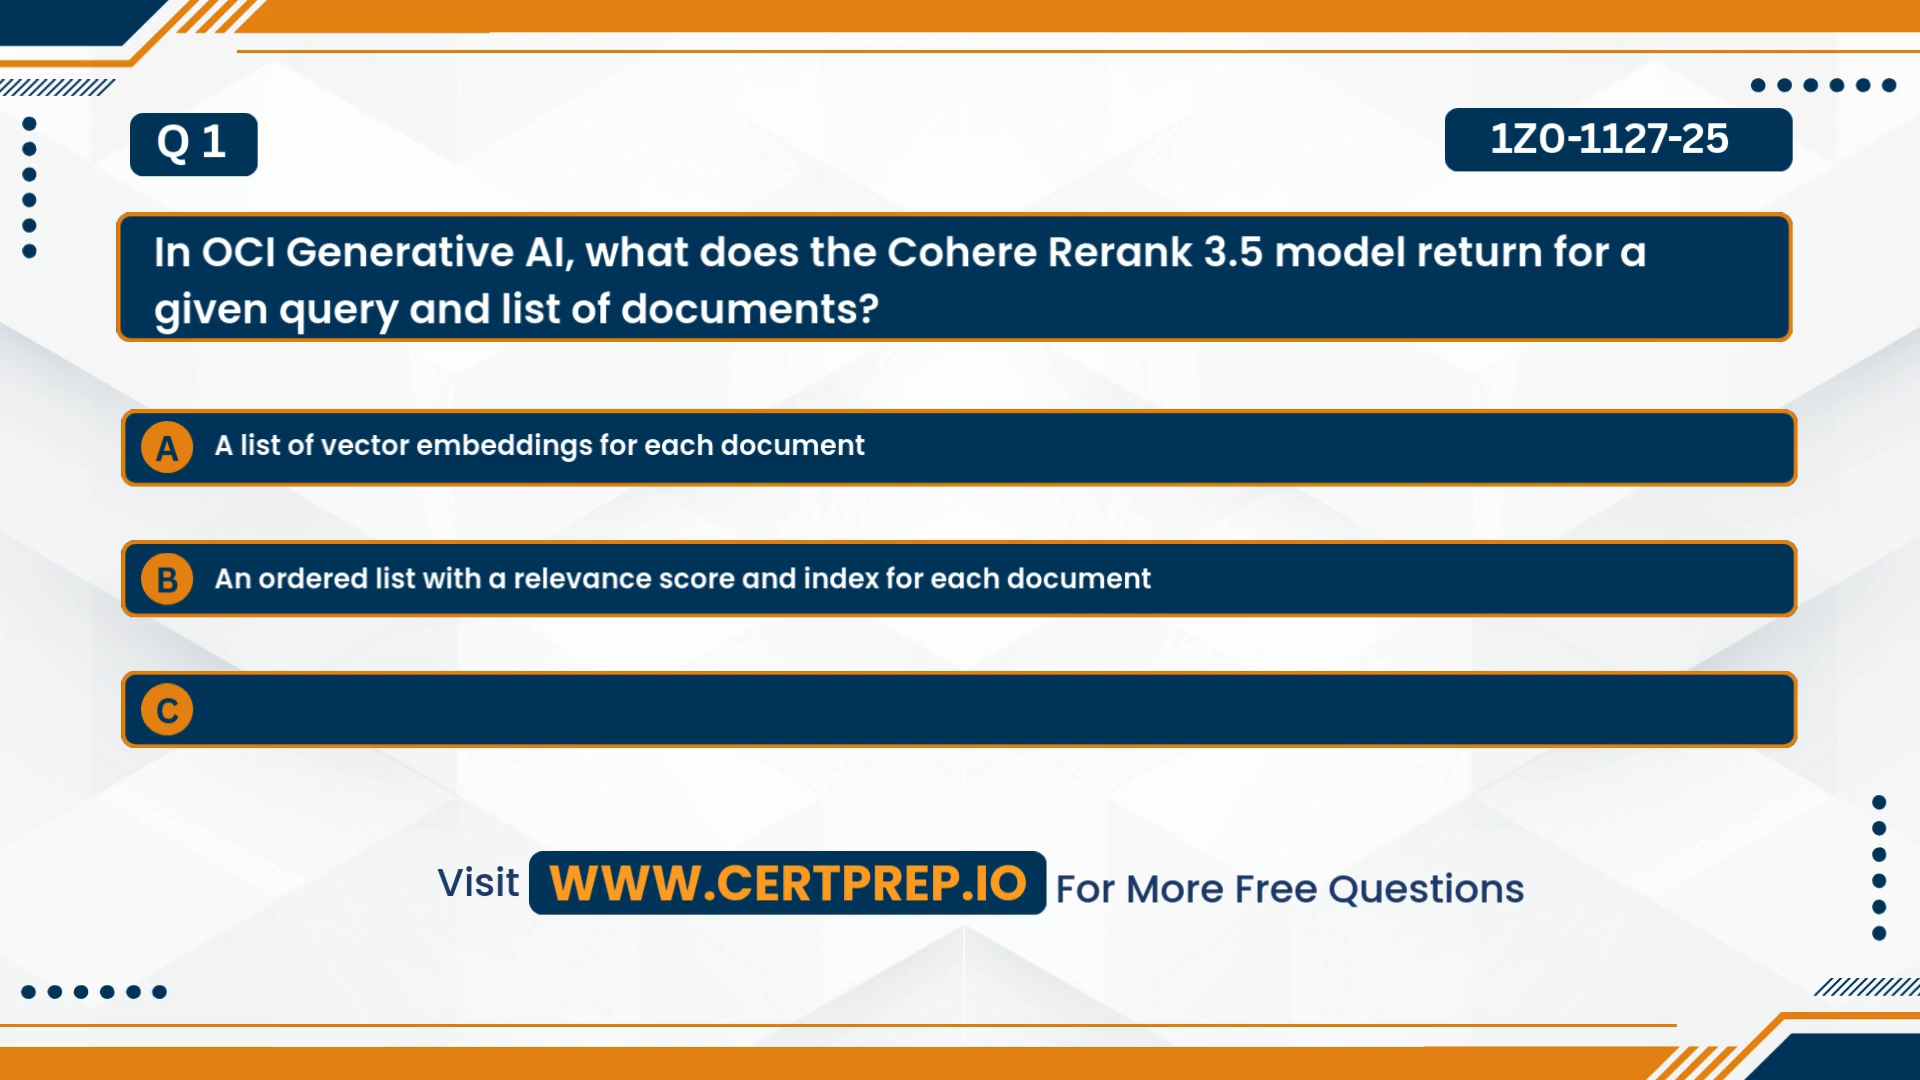 Q 1
1Z0-1127-25
In OCI Generative AI, what does the Cohere Rerank 3.5 model return for a
given query and list of documents?
A A list of vector embeddings for each document
B An ordered list with a relevance score and index for each document
C
Visit WWW.CERTPREP.IO For More Free Questions